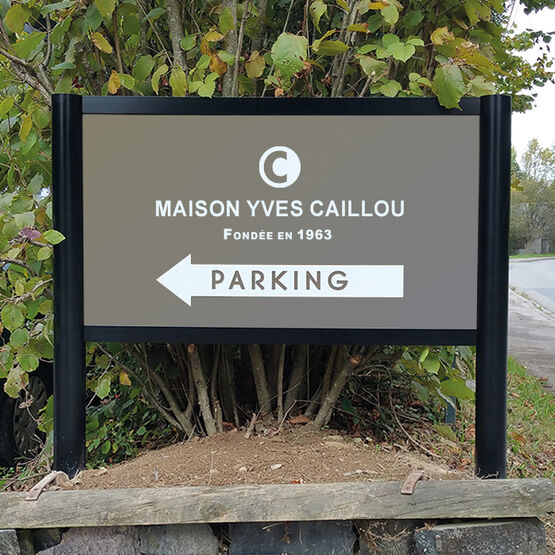 C
MAISON YVES CAILLOU
FONDÉE EN 1963
PARKING